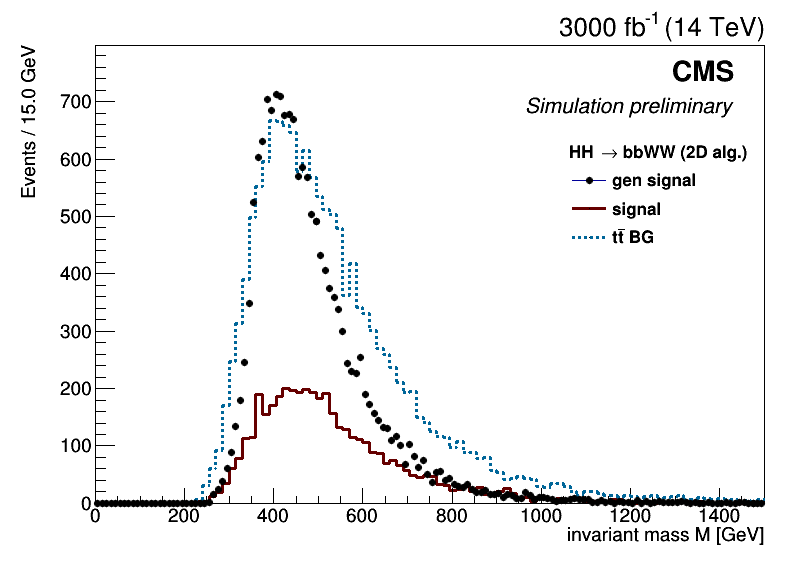 3000 fb⁻¹ (14 TeV)
CMS
Simulation preliminary
HH → bbWW (2D alg.)
gen signal
signal
tt̄ BG
Events / 15.0 GeV
700
600
500
400
300
200
100
0
0 200 400 600 800 1000 1200 1400
invariant mass M [GeV]